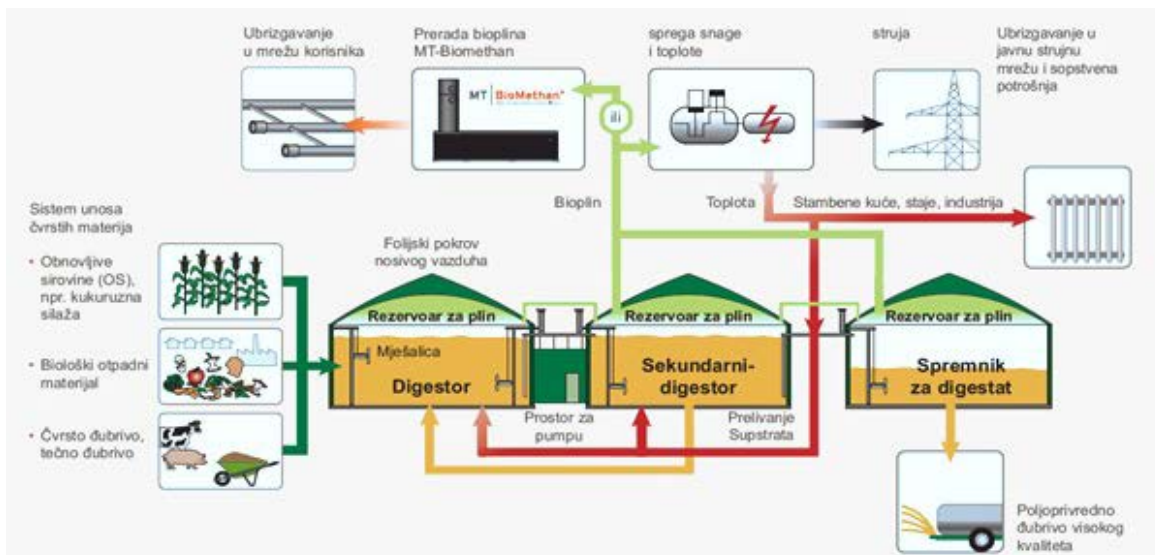 Ubrizgavanje
u mrežu korisnika
Prerada bioplina
MT-Biomethan
sprega snage
i toplote
struja
Ubrizgavanje u
javnu strujnu
mrežu i sopstvena
potrošnja
MT BioMethan
ili
Bioplin
Toplota
Stambene kuće, staje, industrija
Sistem unosa
čvrstih materija
• Obnovljive
sirovine (OS),
npr. kukuruzna
silaža
• Biološki otpadni
materijal
• Čvrsto đubrivo,
tečno đubrivo
Folijski pokrov
nosivog vazduha
Rezervoar za plin
Rezervoar za plin
Rezervoar za plin
Mješalica
Digestor
Sekundarni-
digestor
Spremnik
za digestat
Prostor za
pumpu
Prelivanje
Supstrata
Poljoprivredno
đubrivo visokog
kvaliteta